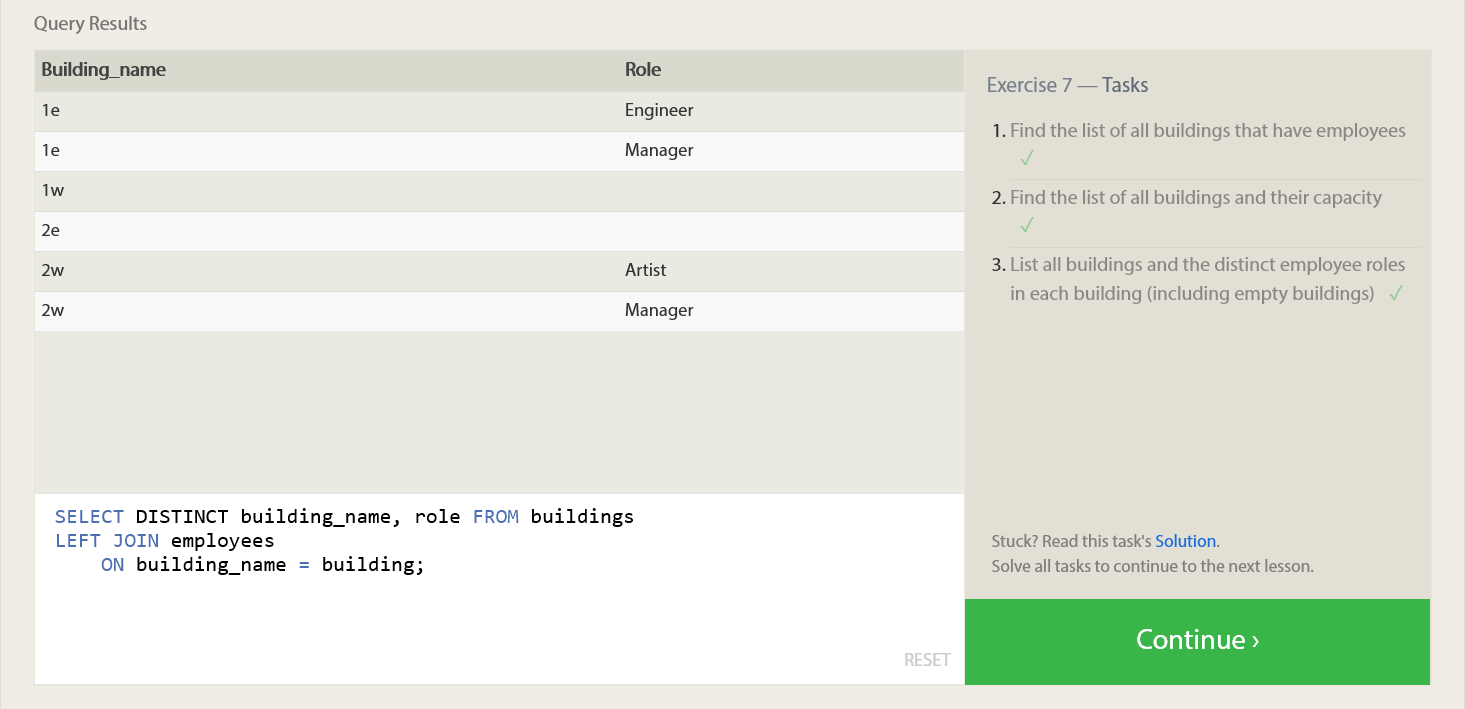 Query Results
Building_name Role
1e Engineer
1e Manager
1w
2e
2w Artist
2w Manager
SELECT DISTINCT building_name, role FROM buildings
LEFT JOIN employees
    ON building_name = building;
RESET
Exercise 7 — Tasks
1. Find the list of all buildings that have employees
✓
2. Find the list of all buildings and their capacity
✓
3. List all buildings and the distinct employee roles
in each building (including empty buildings) ✓
Stuck? Read this task's Solution.
Solve all tasks to continue to the next lesson.
Continue ›